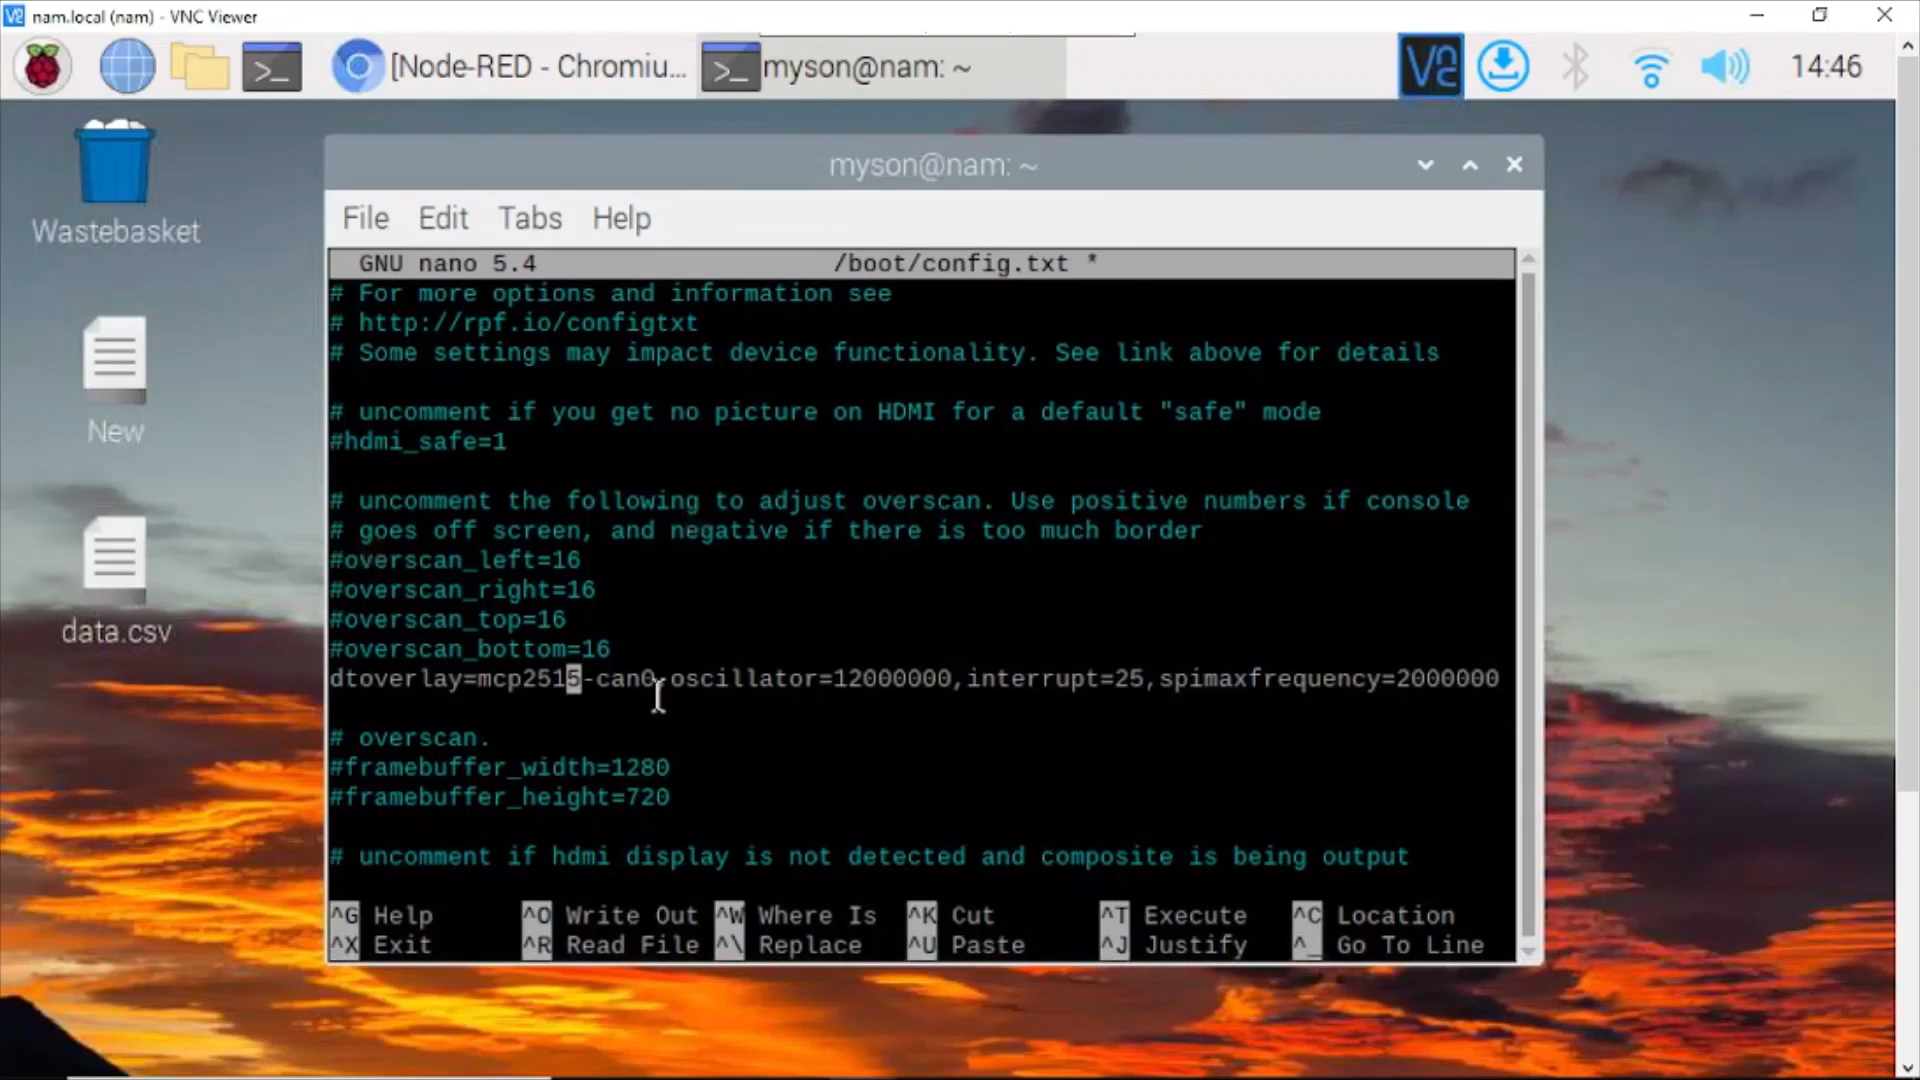 nam.local (nam) - VNC Viewer
[Node-RED - Chromiu...
myson@nam: ~
14:46
Wastebasket
New
data.csv
myson@nam: ~
File Edit Tabs Help
GNU nano 5.4 /boot/config.txt *
# For more options and information see
# http://rpf.io/configtxt
# Some settings may impact device functionality. See link above for details
# uncomment if you get no picture on HDMI for a default "safe" mode
#hdmi_safe=1
# uncomment the following to adjust overscan. Use positive numbers if console
# goes off screen, and negative if there is too much border
#overscan_left=16
#overscan_right=16
#overscan_top=16
#overscan_bottom=16
dtoverlay=mcp2515-can0,oscillator=12000000,interrupt=25,spimaxfrequency=2000000
# overscan.
#framebuffer_width=1280
#framebuffer_height=720
# uncomment if hdmi display is not detected and composite is being output
^G Help ^O Write Out ^W Where Is ^K Cut ^T Execute ^C Location
^X Exit ^R Read File ^\ Replace ^U Paste ^J Justify ^_ Go To Line